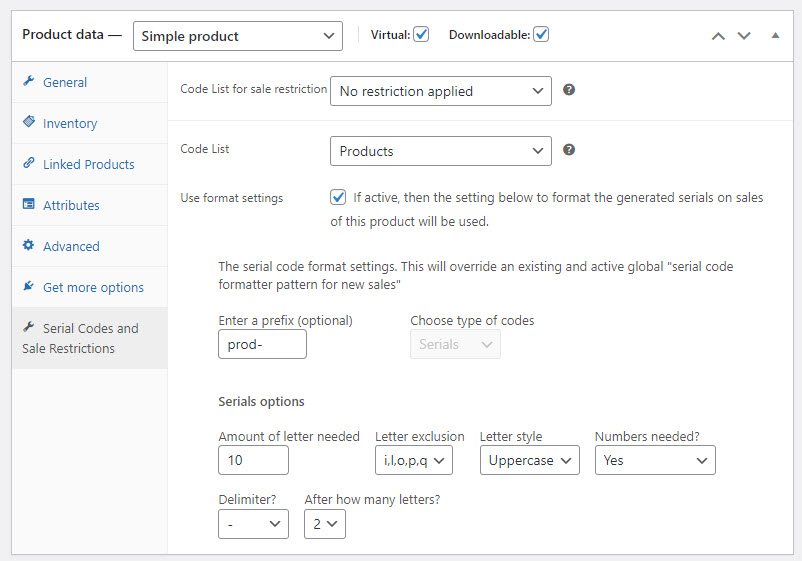 Product data — Simple product Virtual: Downloadable:
General
Inventory
Linked Products
Attributes
Advanced
Get more options
Serial Codes and
Sale Restrictions
Code List for sale restriction No restriction applied ?
Code List Products ?
Use format settings If active, then the setting below to format the generated serials on sales
of this product will be used.
The serial code format settings. This will override an existing and active global "serial code
formatter pattern for new sales"
Enter a prefix (optional) Choose type of codes
prod- Serials
Serials options
Amount of letter needed Letter exclusion Letter style Numbers needed?
10 i,l,o,p,q Uppercase Yes
Delimiter? After how many letters?
- 2